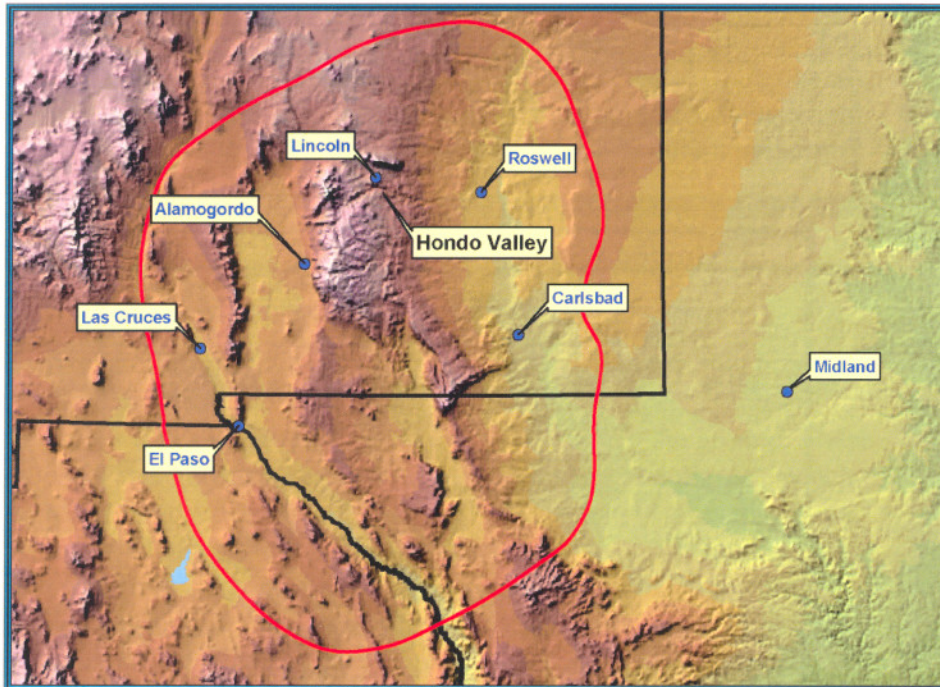 Lincoln
Roswell
Alamogordo
Hondo Valley
Carlsbad
Las Cruces
Midland
El Paso